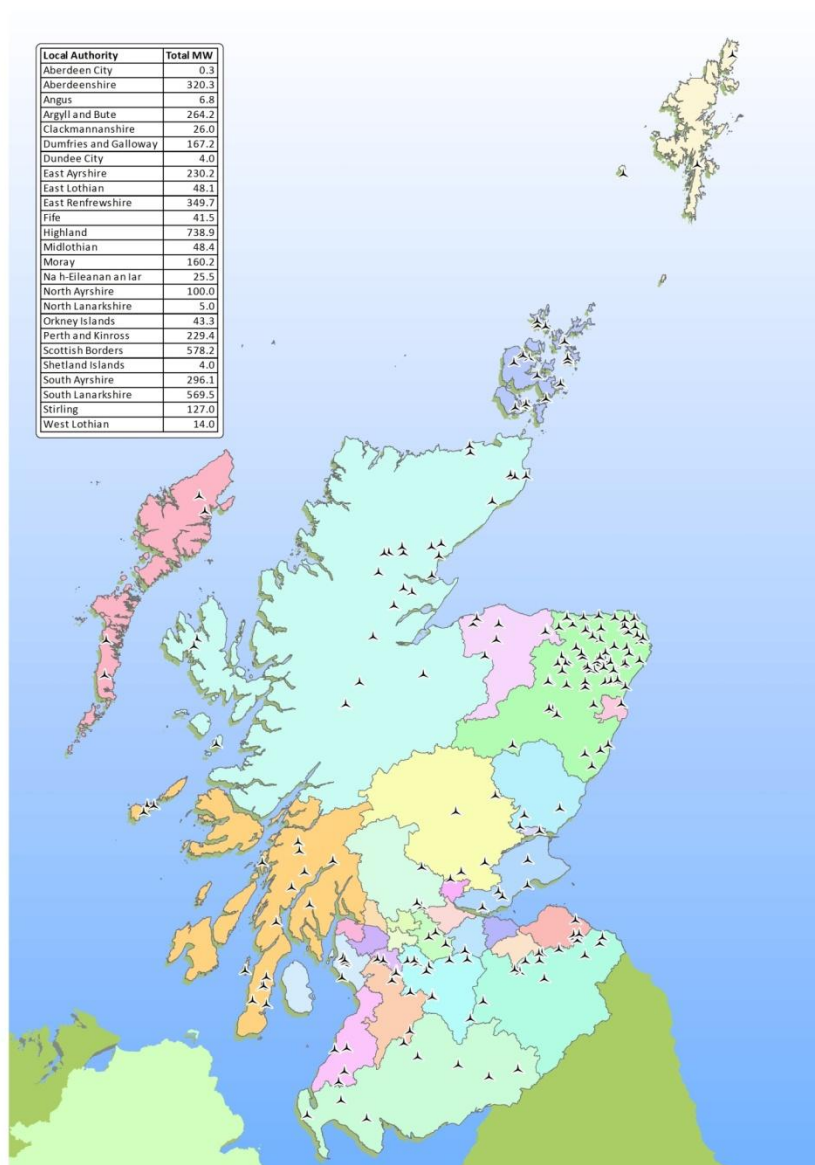 Local Authority Total MW
Aberdeen City 0.3
Aberdeenshire 320.3
Angus 6.8
Argyll and Bute 264.2
Clackmannanshire 26.0
Dumfries and Galloway 167.2
Dundee City 4.0
East Ayrshire 230.2
East Lothian 48.1
East Renfrewshire 349.7
Fife 41.5
Highland 738.9
Midlothian 48.4
Moray 160.2
Na h-Eileanan an Iar 25.5
North Ayrshire 100.0
North Lanarkshire 5.0
Orkney Islands 43.3
Perth and Kinross 229.4
Scottish Borders 578.2
Shetland Islands 4.0
South Ayrshire 296.1
South Lanarkshire 569.5
Stirling 127.0
West Lothian 14.0